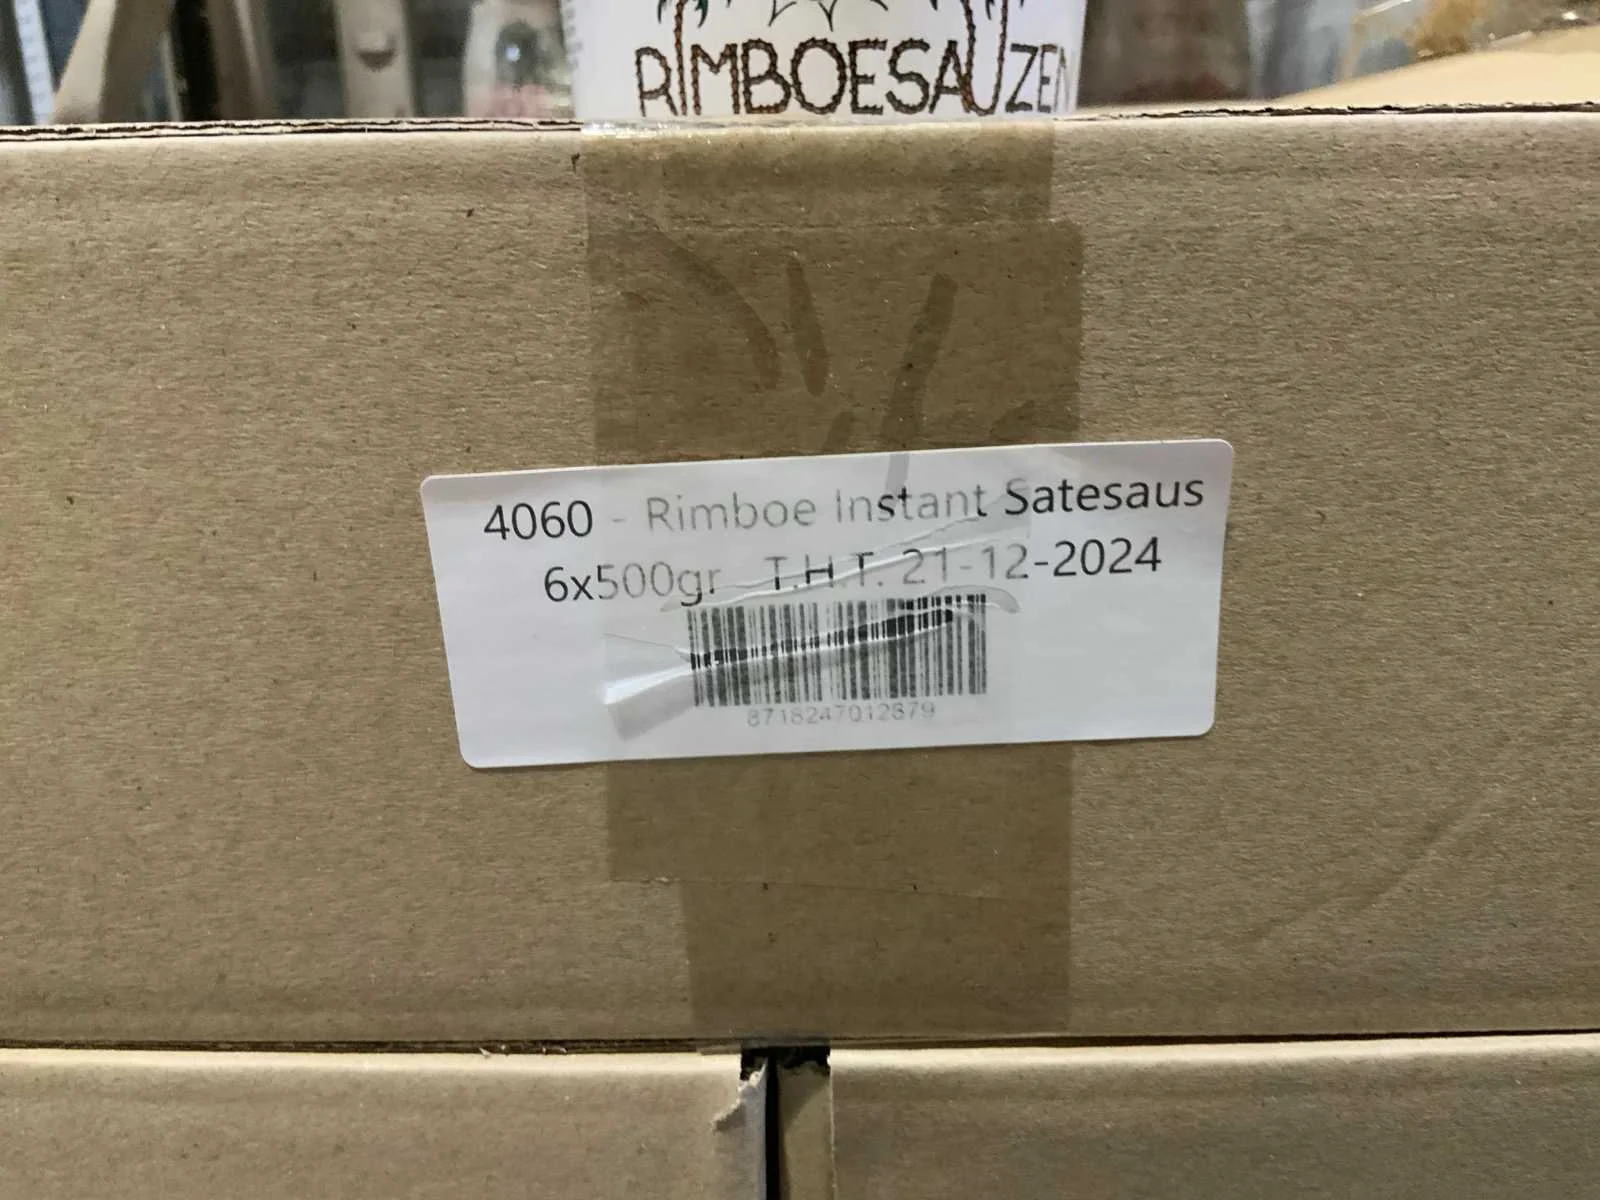 RIMBOESAUZEN
4060 - Rimboe Instant Satesaus
6x500gr T.H.T. 21-12-2024
8718247012879